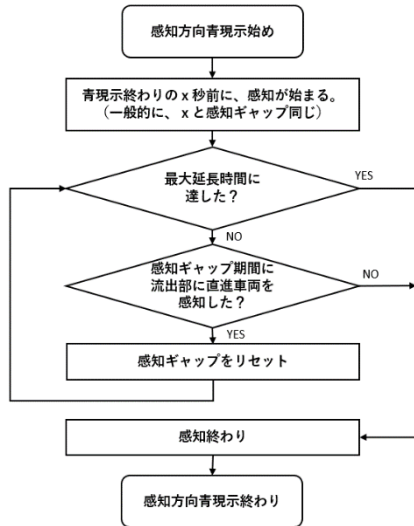 感知方向青現示始め
青現示終わりのx秒前に、感知が始まる。
（一般的に、xと感知ギャップ同じ）
最大延長時間に
達した？
YES
NO
感知ギャップ期間に
流出部に直進車両を
感知した？
NO
YES
感知ギャップをリセット
感知終わり
感知方向青現示終わり